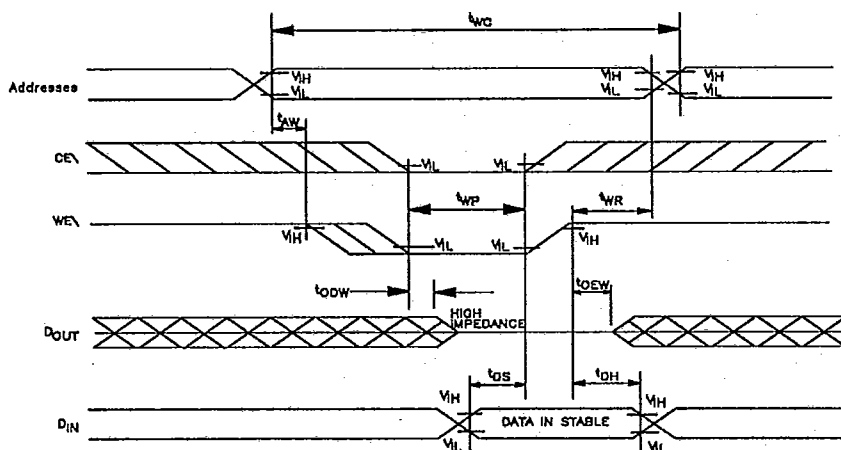 tWC
Addresses VIH VIL VIH VIL VIH VIL
tAW
CE\ VIL VIL
tWP tWR
WE\ VIH VIL VIL VIH
tODW tOEW
DOUT HIGH IMPEDANCE
tDS tDH
VIH VIH
DIN DATA IN STABLE
VIL VIL